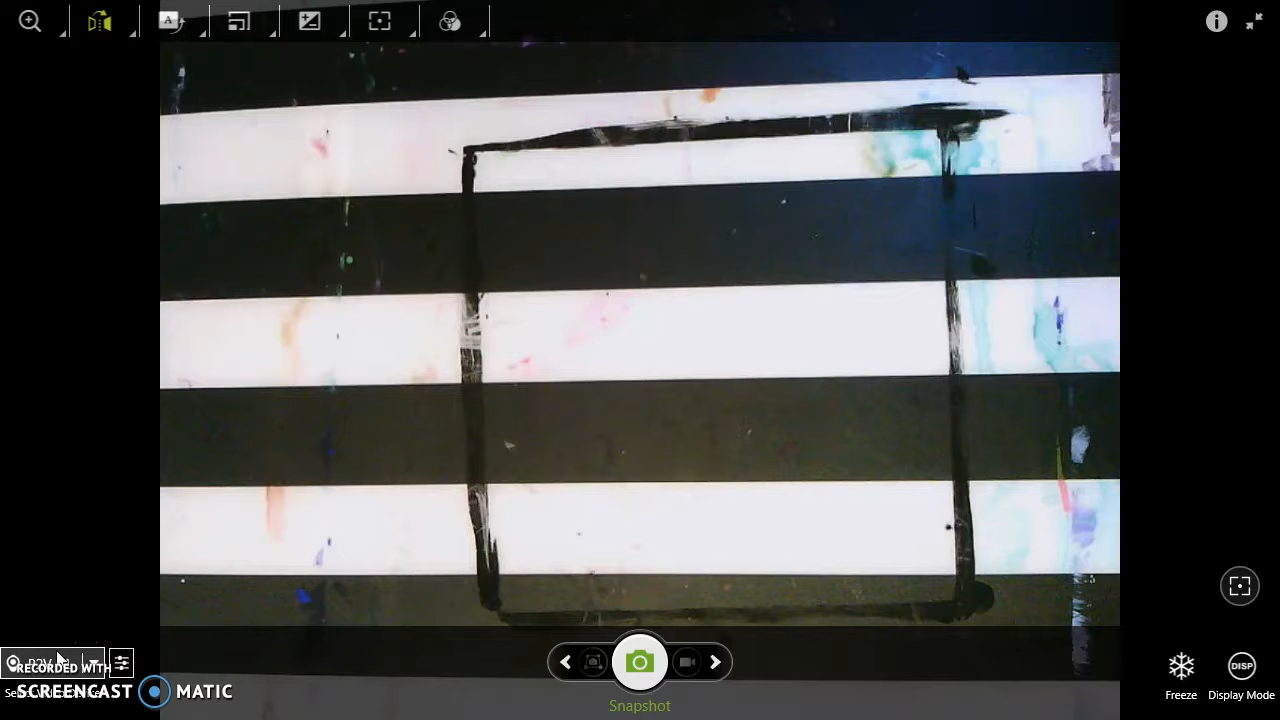 A
RECORDED WITH
SCREENCAST MATIC
Snapshot
Freeze
DISP
Display Mode